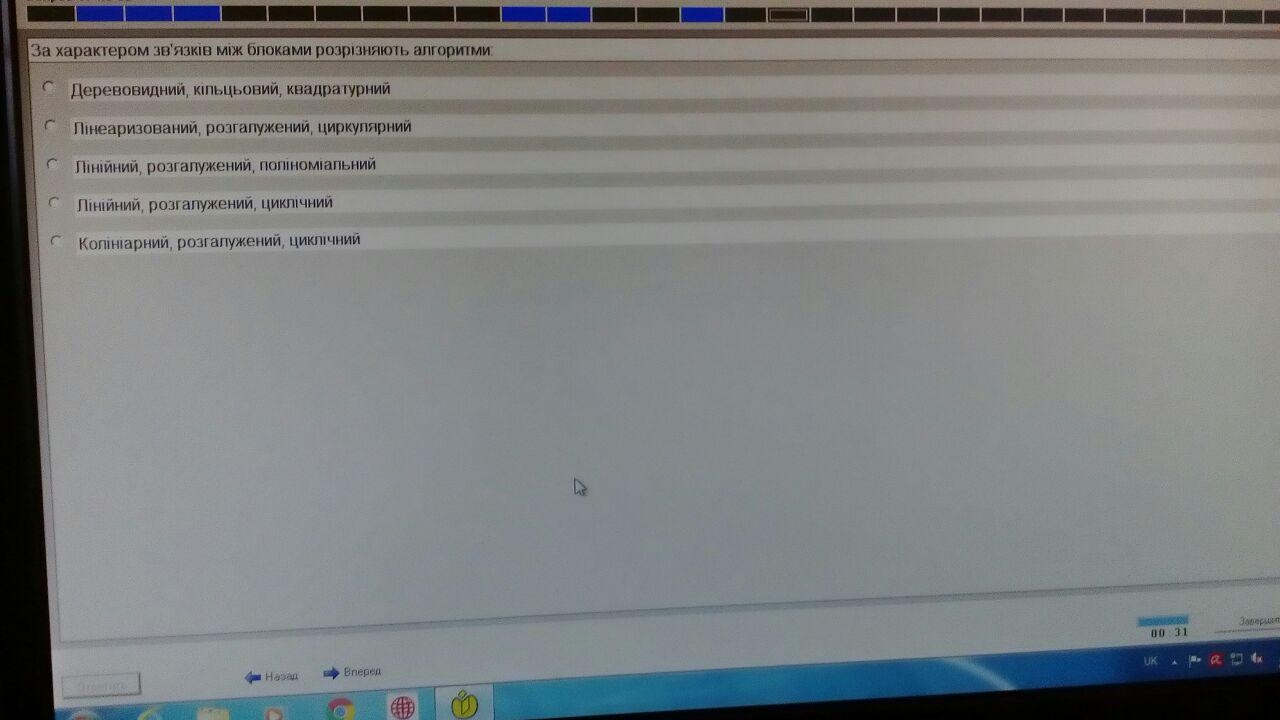 За характером зв'язків між блоками розрізняють алгоритми:
Деревовидний, кільцьовий, квадратурний
Лінеаризований, розгалужений, циркулярний
Лінійний, розгалужений, поліноміальний
Лінійний, розгалужений, циклічний
Колініарний, розгалужений, циклічний
00:31
Назад
Вперед
UK